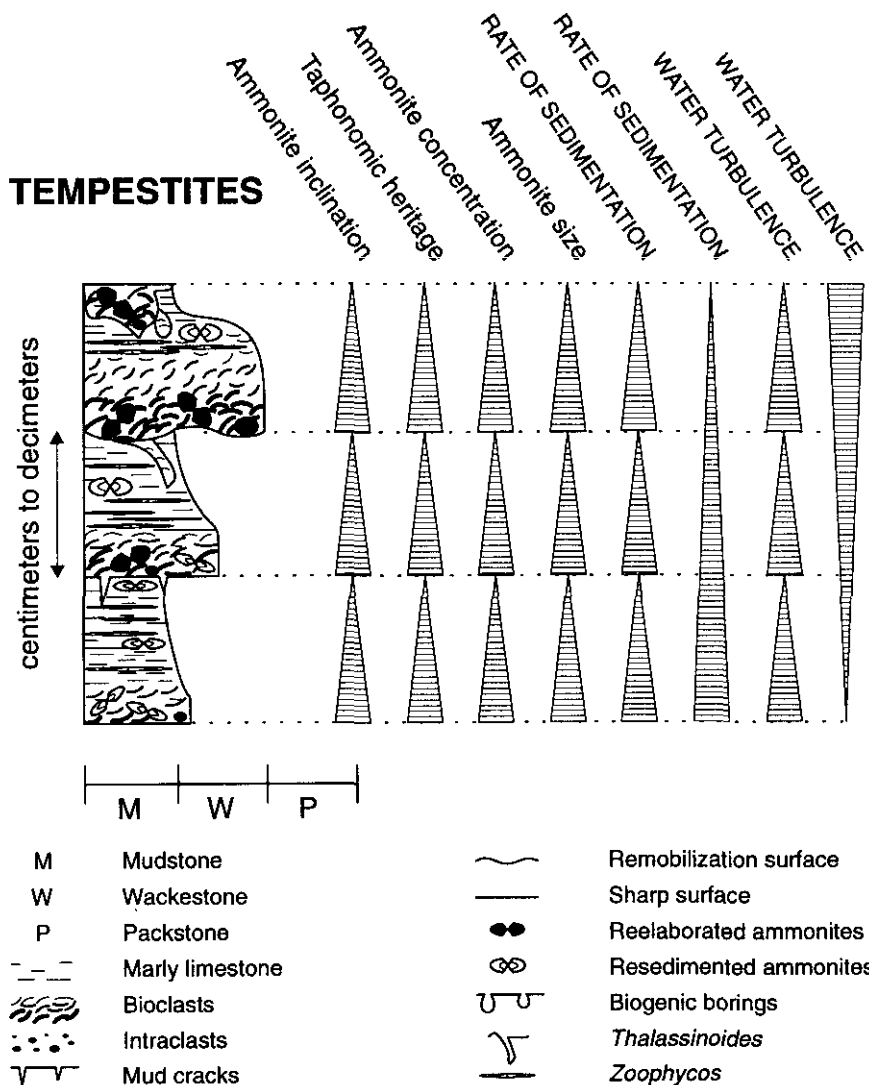 TEMPESTITES
Ammonite inclination
Taphonomic heritage
Ammonite concentration
Ammonite size
RATE OF SEDIMENTATION
RATE OF SEDIMENTATION
WATER TURBULENCE
WATER TURBULENCE
centimeters to decimeters
M W P
M Mudstone
W Wackestone
P Packstone
Marly limestone
Bioclasts
Intraclasts
Mud cracks
Remobilization surface
Sharp surface
Reelaborated ammonites
Resedimented ammonites
Biogenic borings
Thalassinoides
Zoophycos